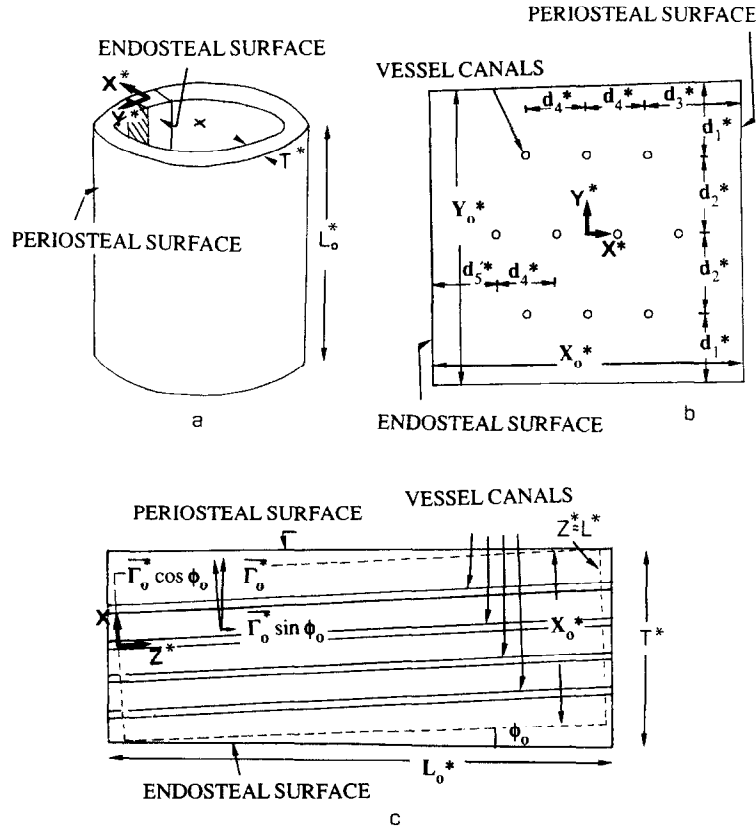 ENDOSTEAL SURFACE
X*
Y*
x
T*
PERIOSTEAL SURFACE
L₀*
a
PERIOSTEAL SURFACE
VESSEL CANALS
d₄* d₄* d₃*
d₁*
Y₀*
Y*
X*
d₂*
d₅* d₄*
d₂*
d₁*
X₀*
ENDOSTEAL SURFACE
b
VESSEL CANALS
PERIOSTEAL SURFACE
Z*=L*
Γ₀* cos ϕ₀ Γ₀*
X
Γ₀* sin ϕ₀
Z*
X₀*
T*
ϕ₀
L₀*
ENDOSTEAL SURFACE
c